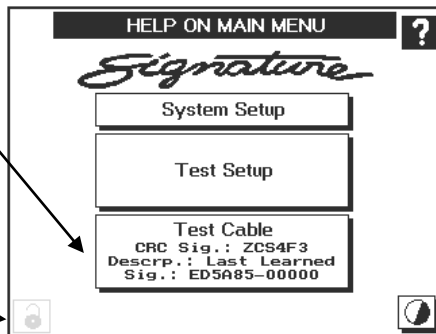 HELP ON MAIN MENU
?
Signature
System Setup
Test Setup
Test Cable
CRC Sig.: ZCS4F3
Descrp.: Last Learned
Sig.: ED5A85-00000